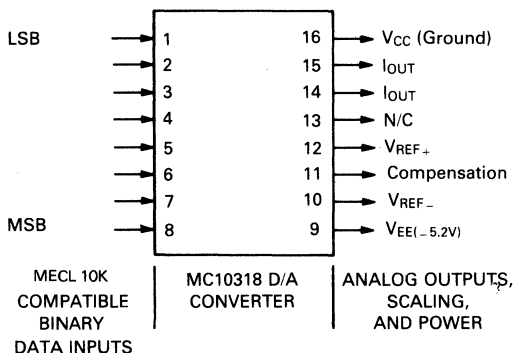 LSB 1 16 VCC (Ground)
2 15 IOUT
3 14 IOUT
4 13 N/C
5 12 VREF+
6 11 Compensation
7 10 VREF−
MSB 8 9 VEE(−5.2V)
MECL 10K
COMPATIBLE
BINARY
DATA INPUTS
MC10318 D/A
CONVERTER
ANALOG OUTPUTS,
SCALING,
AND POWER